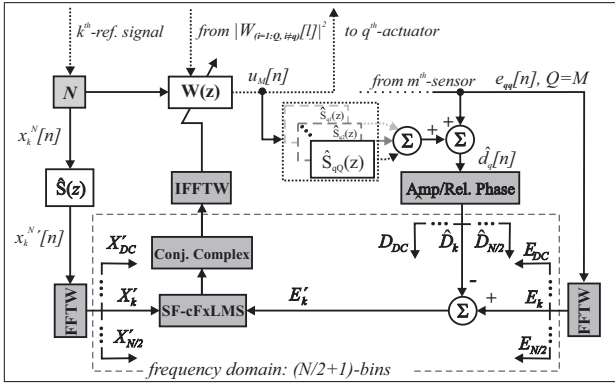 k^th-ref. signal
from |W_(i=1:Q, i≠q)[l]|^2
to q^th-actuator
N
W(z)
u_M[n]
from m^th-sensor
e_qq[n], Q=M
x_k^N[n]
Ŝ_q1(z)
Ŝ_q2(z)
Ŝ_qQ(z)
Σ
+
+
Σ
Ŝ(z)
IFFTW
d̂_q[n]
Amp/Rel. Phase
x_k^N'[n]
X'_DC
Conj. Complex
D̂_DC
D̂_k
D̂_N/2
E_DC
FFTW
X'_k
SF-cFxLMS
E'_k
-
Σ
+
E_k
FFTW
X'_N/2
E_N/2
frequency domain: (N/2+1)-bins